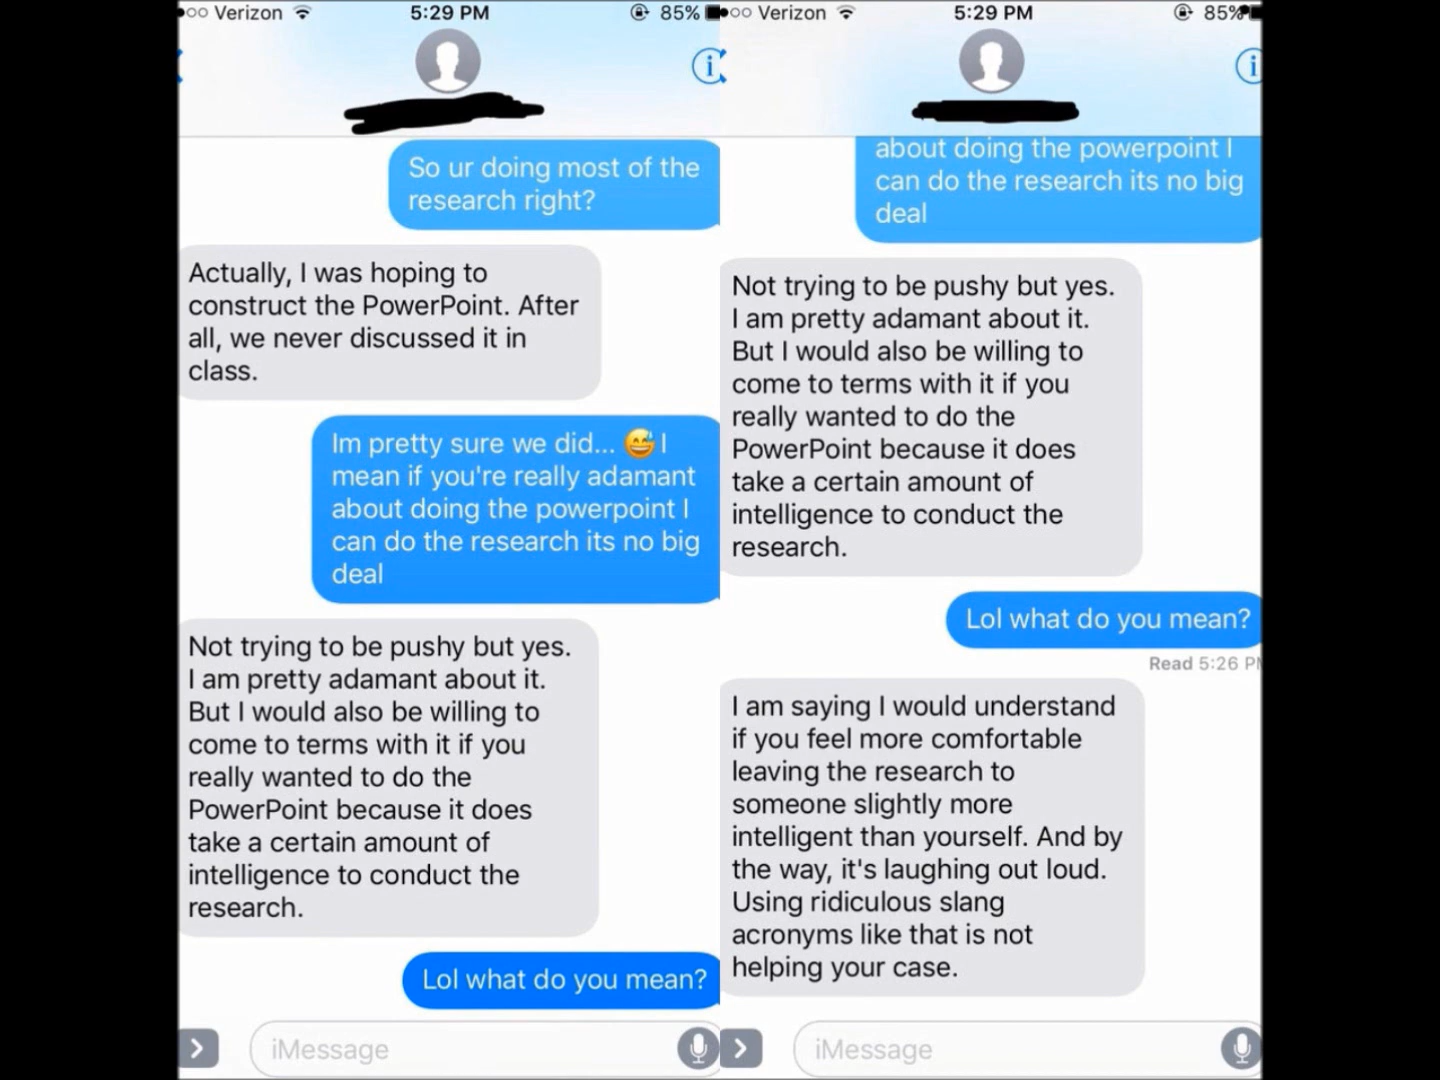 Verizon 5:29 PM 85%
So ur doing most of the
research right?
Actually, I was hoping to
construct the PowerPoint. After
all, we never discussed it in
class.
Im pretty sure we did... 😅 I
mean if you're really adamant
about doing the powerpoint I
can do the research its no big
deal
Not trying to be pushy but yes.
I am pretty adamant about it.
But I would also be willing to
come to terms with it if you
really wanted to do the
PowerPoint because it does
take a certain amount of
intelligence to conduct the
research.
Lol what do you mean?
iMessage
Verizon 5:29 PM 85%
about doing the powerpoint I
can do the research its no big
deal
Not trying to be pushy but yes.
I am pretty adamant about it.
But I would also be willing to
come to terms with it if you
really wanted to do the
PowerPoint because it does
take a certain amount of
intelligence to conduct the
research.
Lol what do you mean?
Read 5:26 PM
I am saying I would understand
if you feel more comfortable
leaving the research to
someone slightly more
intelligent than yourself. And by
the way, it's laughing out loud.
Using ridiculous slang
acronyms like that is not
helping your case.
iMessage